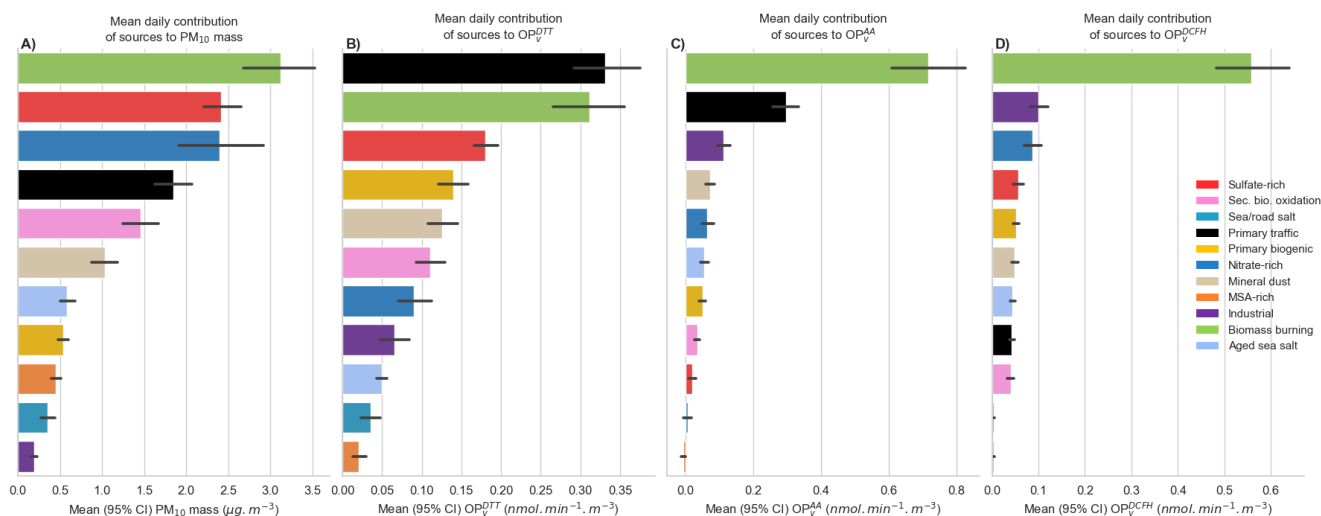 Mean daily contribution
of sources to PM₁₀ mass
A)
0.0 0.5 1.0 1.5 2.0 2.5 3.0 3.5
Mean (95% CI) PM₁₀ mass (μg. m⁻³)
Mean daily contribution
of sources to OPᵥᴰᵀᵀ
B)
0.00 0.05 0.10 0.15 0.20 0.25 0.30 0.35
Mean (95% CI) OPᵥᴰᵀᵀ (nmol. min⁻¹. m⁻³)
Mean daily contribution
of sources to OPᵥᴬᴬ
C)
0.0 0.2 0.4 0.6 0.8
Mean (95% CI) OPᵥᴬᴬ (nmol. min⁻¹. m⁻³)
Mean daily contribution
of sources to OP_v^{DCFH}
D)
0.0 0.1 0.2 0.3 0.4 0.5 0.6
Mean (95% CI) OP_v^{DCFH} (nmol. min⁻¹. m⁻³)
Sulfate-rich
Sec. bio. oxidation
Sea/road salt
Primary traffic
Primary biogenic
Nitrate-rich
Mineral dust
MSA-rich
Industrial
Biomass burning
Aged sea salt